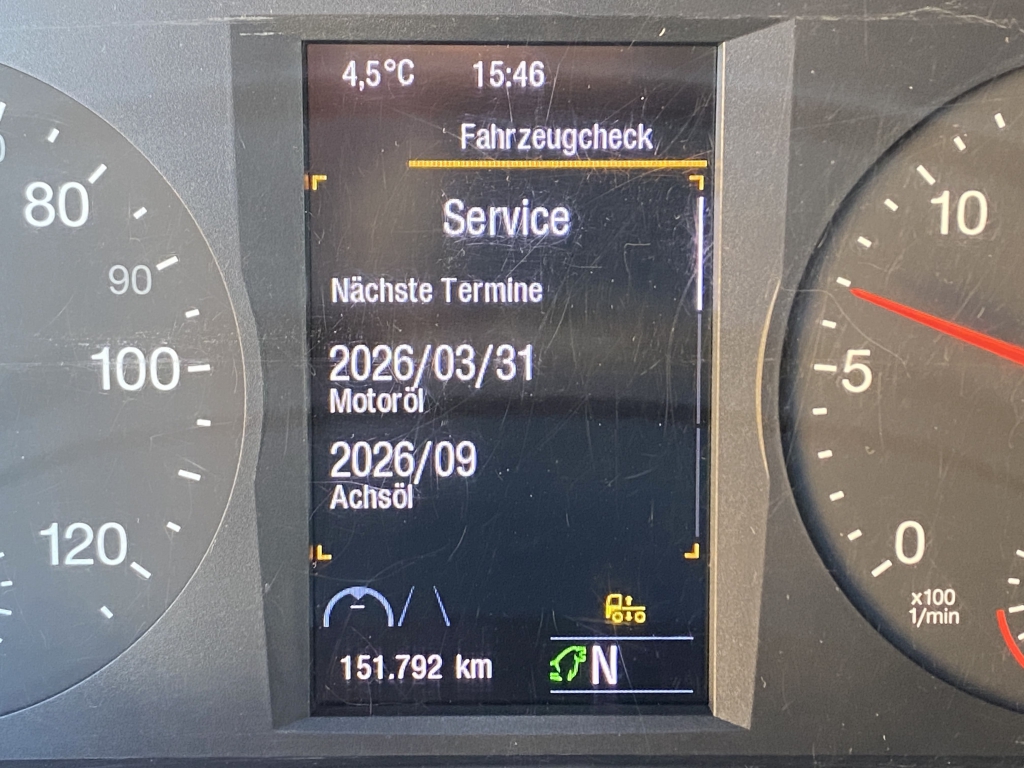 4,5°C 15:46
Fahrzeugcheck
Service
Nächste Termine
2026/03/31
Motoröl
2026/09
Achsöl
151.792 km N
80
90
100
120
10
5
0
x100
1/min